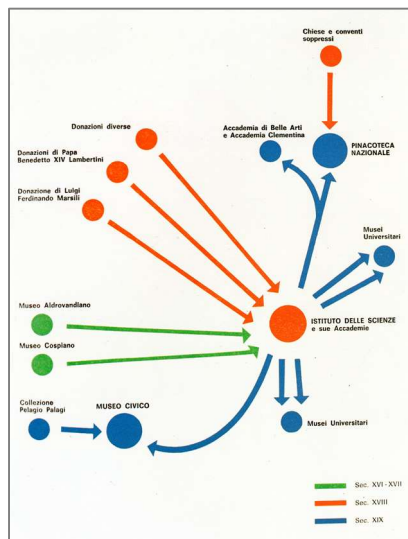 Chiese e conventi
soppressi
Accademia di Belle Arti
e Accademia Clementina
PINACOTECA
NAZIONALE
Donazioni diverse
Donazioni di Papa
Benedetto XIV Lambertini
Donazione di Luigi
Ferdinando Marsili
Musei
Universitari
Museo Aldrovandiano
ISTITUTO DELLE SCIENZE
e sue Accademie
Museo Cospiano
Collezione
Pelagio Palagi
MUSEO CIVICO
Musei Universitari
Sec. XVI - XVII
Sec. XVIII
Sec. XIX